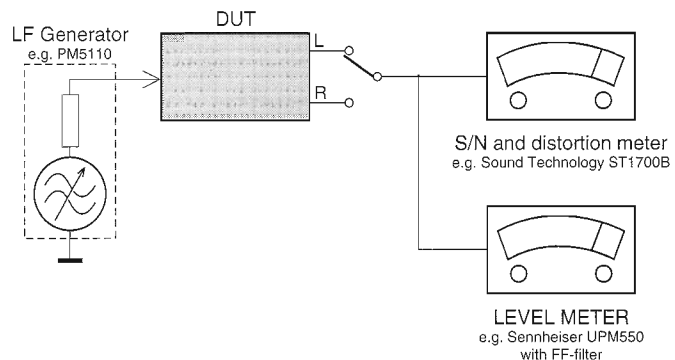 DUT
LF Generator
e.g. PM5110
L
R
S/N and distortion meter
e.g. Sound Technology ST1700B
LEVEL METER
e.g. Sennheiser UPM550
with FF-filter